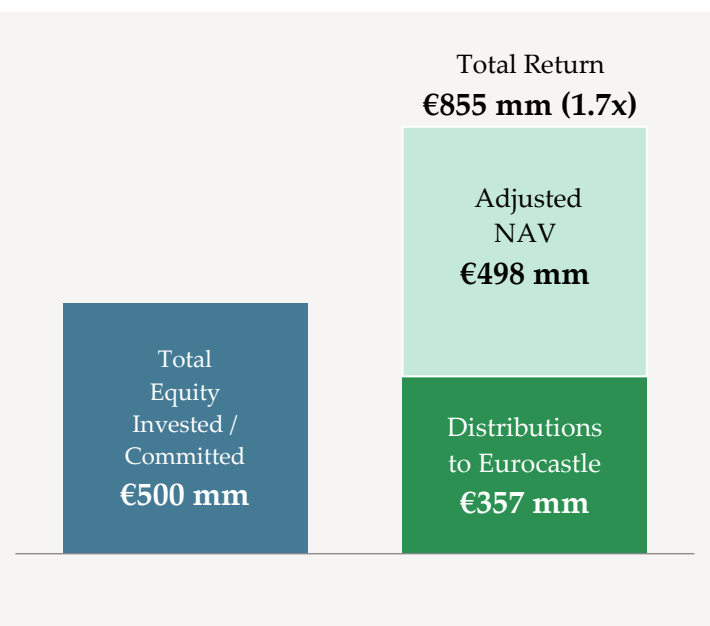 Total Return
€855 mm (1.7x)
Adjusted
NAV
€498 mm
Total
Equity
Invested /
Committed
€500 mm
Distributions
to Eurocastle
€357 mm